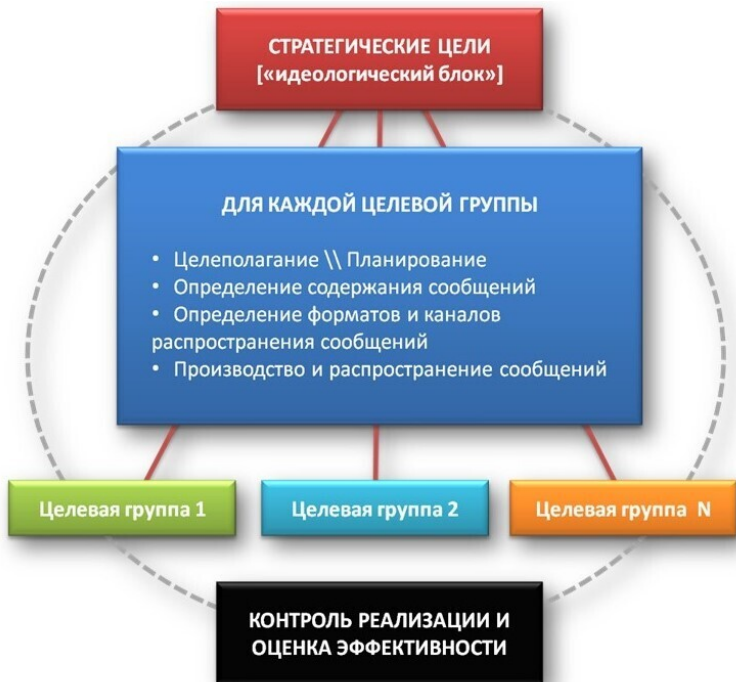 СТРАТЕГИЧЕСКИЕ ЦЕЛИ
[«идеологический блок»]
ДЛЯ КАЖДОЙ ЦЕЛЕВОЙ ГРУППЫ
• Целеполагание \\ Планирование
• Определение содержания сообщений
• Определение форматов и каналов
распространения сообщений
• Производство и распространение сообщений
Целевая группа 1
Целевая группа 2
Целевая группа N
КОНТРОЛЬ РЕАЛИЗАЦИИ И
ОЦЕНКА ЭФФЕКТИВНОСТИ